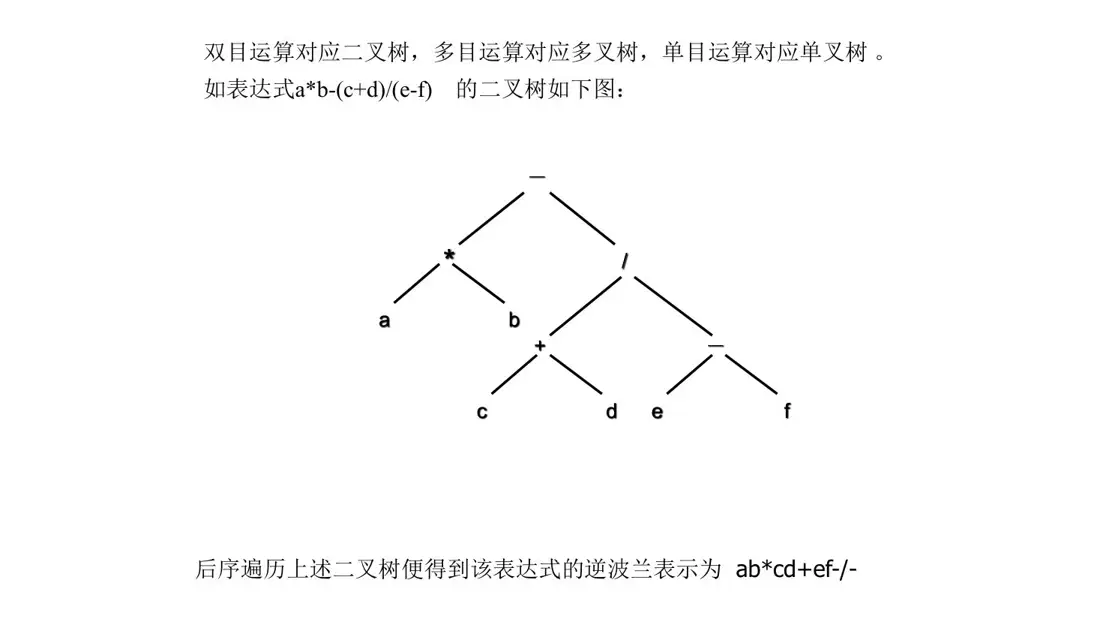 双目运算对应二叉树，多目运算对应多叉树，单目运算对应单叉树 。
如表达式a*b-(c+d)/(e-f) 的二叉树如下图：
—
* /
a b
+ —
c d e f
后序遍历上述二叉树便得到该表达式的逆波兰表示为 ab*cd+ef-/-